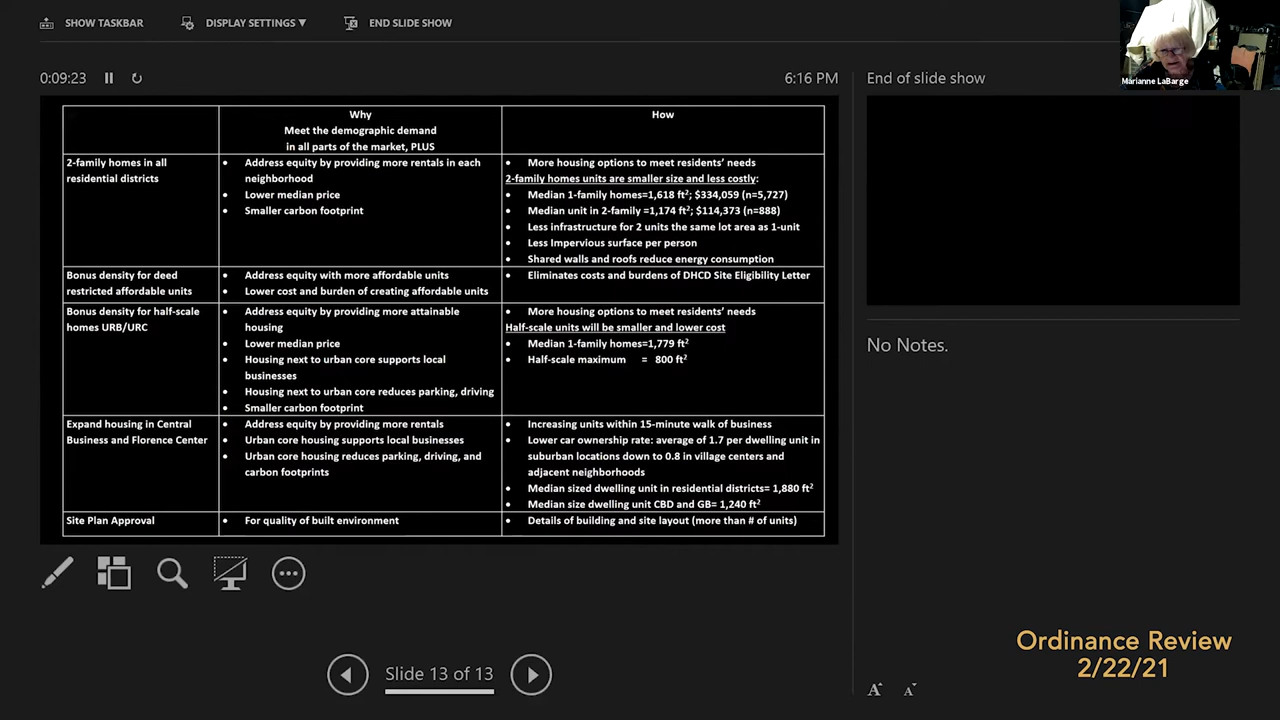 SHOW TASKBAR
DISPLAY SETTINGS ▼
END SLIDE SHOW
Marianne LaBarge
0:09:23
6:16 PM
End of slide show
Why
Meet the demographic demand
in all parts of the market, PLUS
How
2-family homes in all
residential districts
• Address equity by providing more rentals in each
neighborhood
• Lower median price
• Smaller carbon footprint
• More housing options to meet residents' needs
2-family homes units are smaller size and less costly:
• Median 1-family homes=1,618 ft²; $334,059 (n=5,727)
• Median unit in 2-family =1,174 ft²; $114,373 (n=888)
• Less infrastructure for 2 units the same lot area as 1-unit
• Less Impervious surface per person
• Shared walls and roofs reduce energy consumption
Bonus density for deed
restricted affordable units
• Address equity with more affordable units
• Lower cost and burden of creating affordable units
• Eliminates costs and burdens of DHCD Site Eligibility Letter
Bonus density for half-scale
homes URB/URC
• Address equity by providing more attainable
housing
• Lower median price
• Housing next to urban core supports local
businesses
• Housing next to urban core reduces parking, driving
• Smaller carbon footprint
• More housing options to meet residents' needs
Half-scale units will be smaller and lower cost
• Median 1-family homes=1,779 ft²
• Half-scale maximum = 800 ft²
Expand housing in Central
Business and Florence Center
• Address equity by providing more rentals
• Urban core housing supports local businesses
• Urban core housing reduces parking, driving, and
carbon footprints
• Increasing units within 15-minute walk of business
• Lower car ownership rate: average of 1.7 per dwelling unit in
suburban locations down to 0.8 in village centers and
adjacent neighborhoods
• Median sized dwelling unit in residential districts= 1,880 ft²
• Median size dwelling unit CBD and GB= 1,240 ft²
Site Plan Approval
• For quality of built environment
• Details of building and site layout (more than # of units)
No Notes.
Slide 13 of 13
Ordinance Review
2/22/21
A A